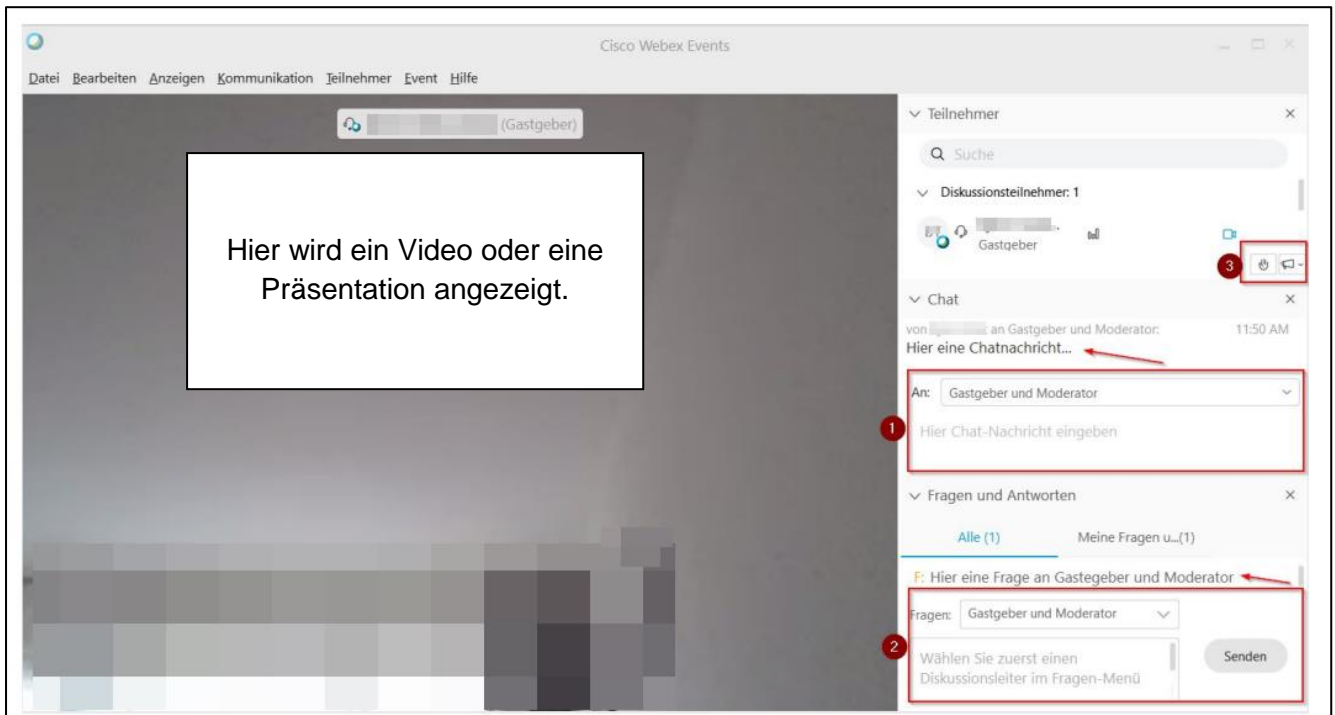 Cisco Webex Events
Datei Bearbeiten Anzeigen Kommunikation Teilnehmer Event Hilfe
(Gastgeber)
Hier wird ein Video oder eine
Präsentation angezeigt.
Teilnehmer
Suche
Diskussionsteilnehmer: 1
Gastgeber
3
Chat
von an Gastgeber und Moderator: 11:50 AM
Hier eine Chatnachricht...
An: Gastgeber und Moderator
1
Hier Chat-Nachricht eingeben
Fragen und Antworten
Alle (1) Meine Fragen u...(1)
F: Hier eine Frage an Gastegeber und Moderator
Fragen: Gastgeber und Moderator
2
Wählen Sie zuerst einen
Diskussionsleiter im Fragen-Menü
Senden